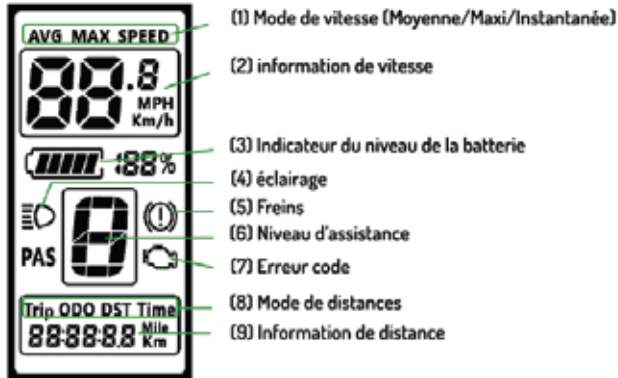 AVG MAX SPEED
(1) Mode de vitesse (Moyenne/Maxi/Instantanée)
88.8
MPH
Km/h
(2) information de vitesse
188%
(3) Indicateur du niveau de la batterie
(4) éclairage
(5) Freins
8
(6) Niveau d'assistance
PAS
(7) Erreur code
Trip ODO DST Time
(8) Mode de distances
88:88:8.8 Mile
Km
(9) Information de distance